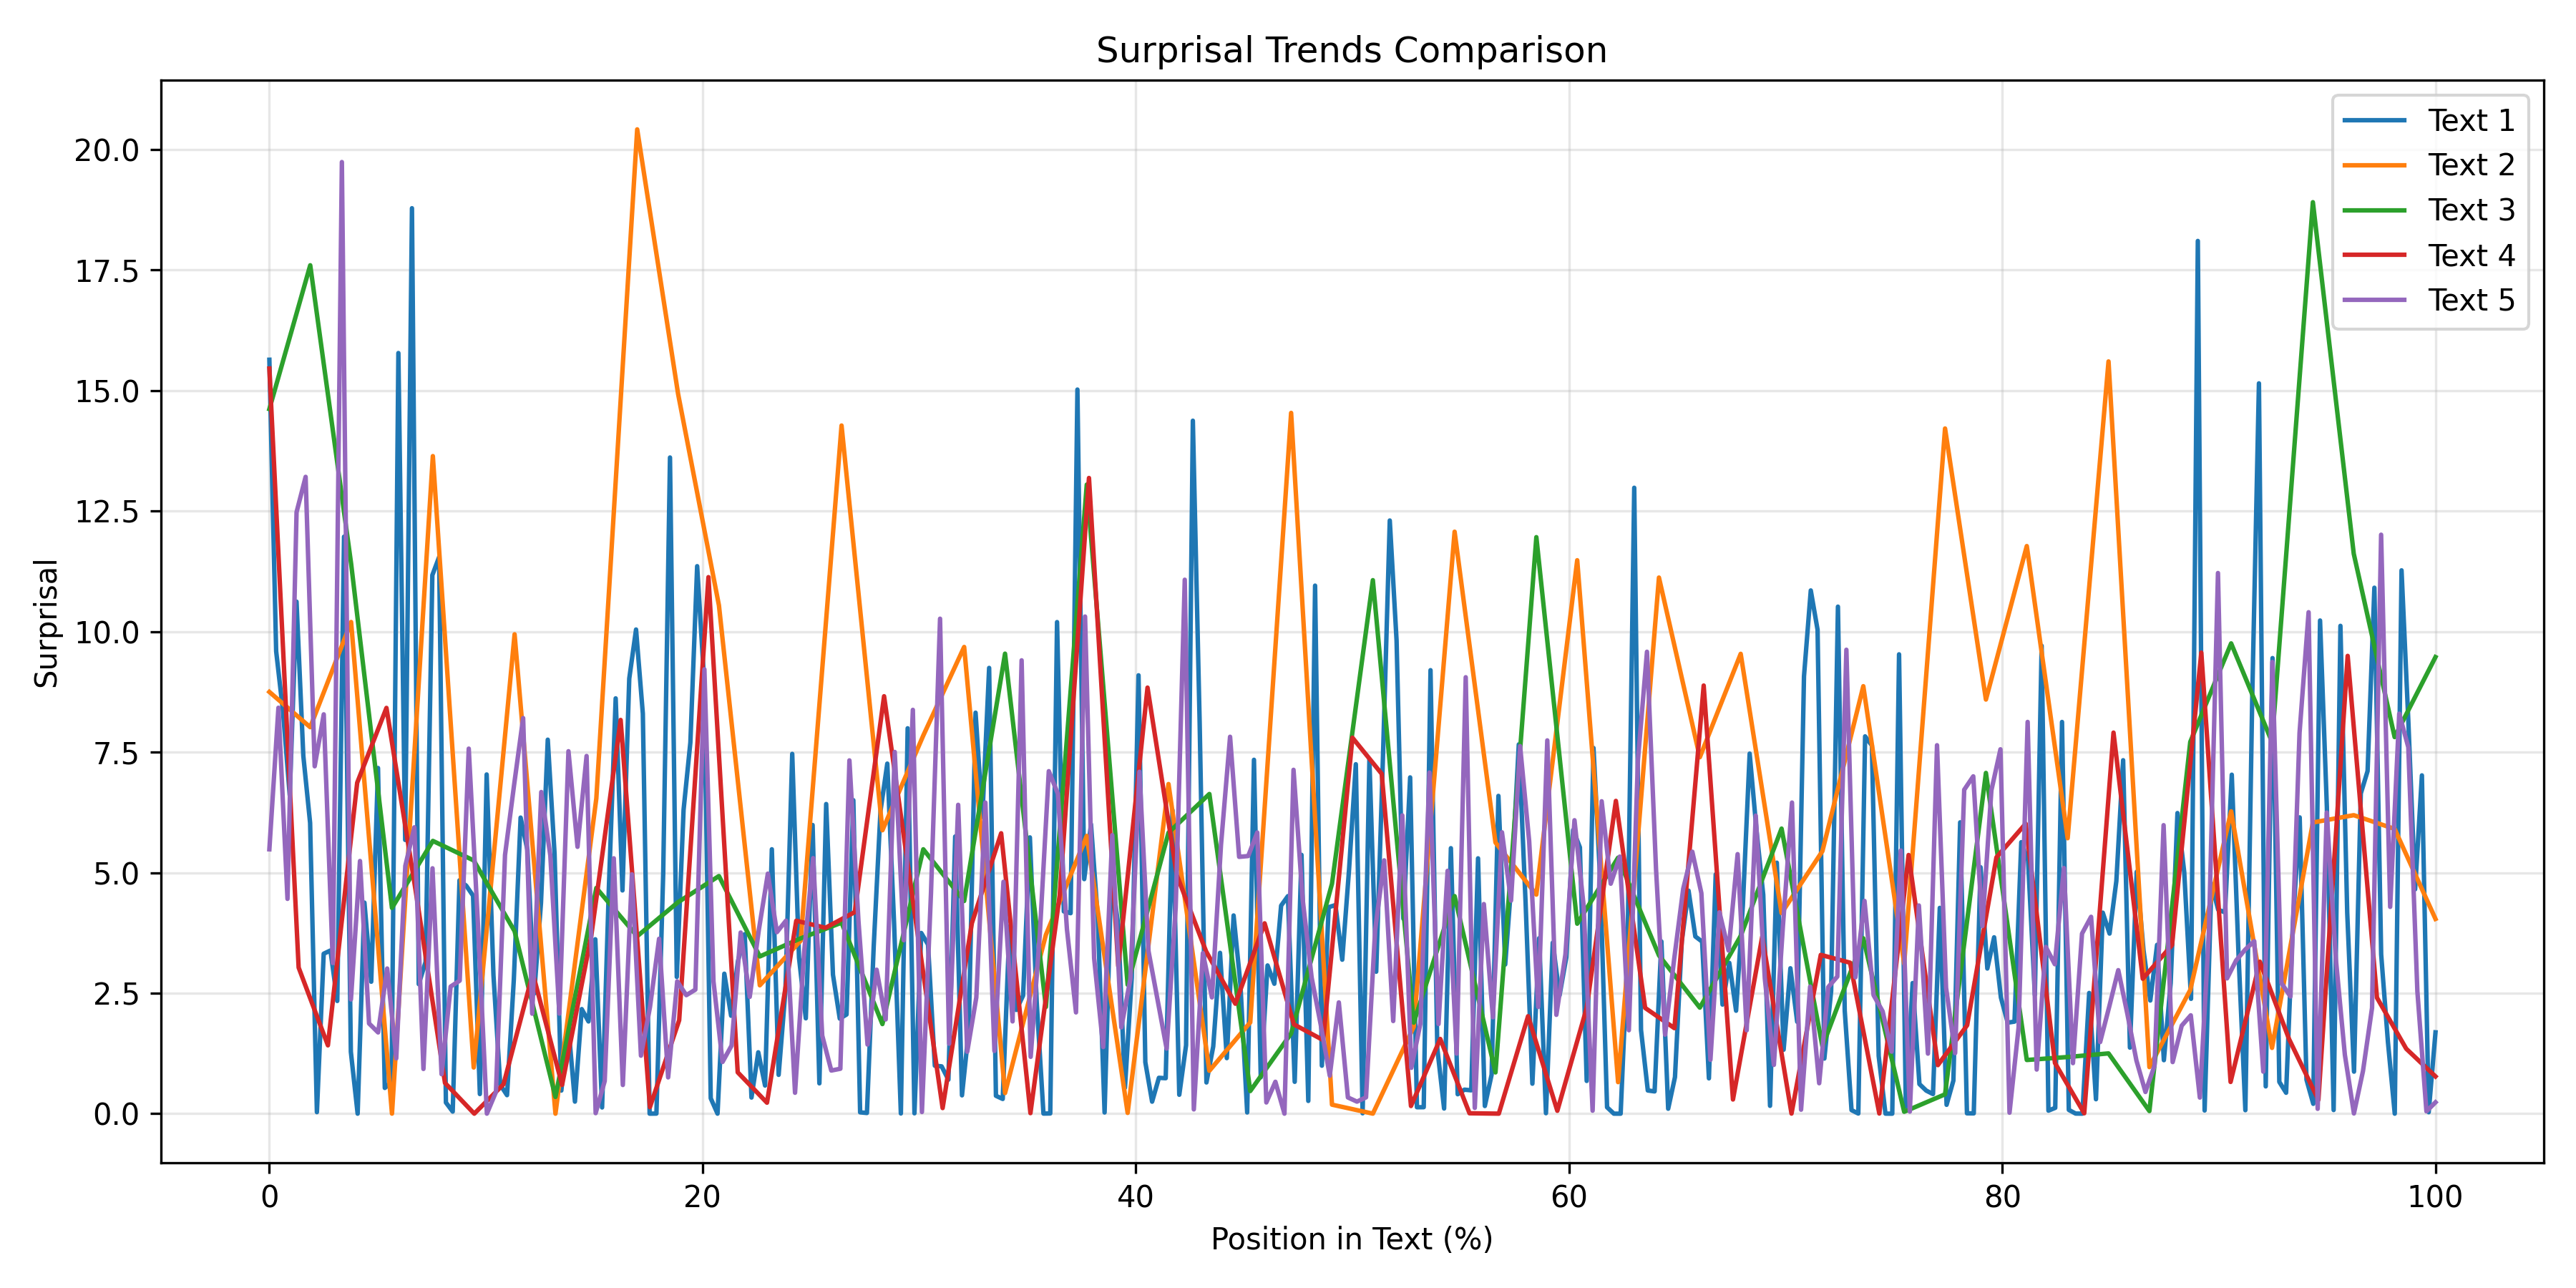 Surprisal Trends Comparison
Text 1
Text 2
Text 3
Text 4
Text 5
Surprisal
20.0
17.5
15.0
12.5
10.0
7.5
5.0
2.5
0.0
0 20 40 60 80 100
Position in Text (%)